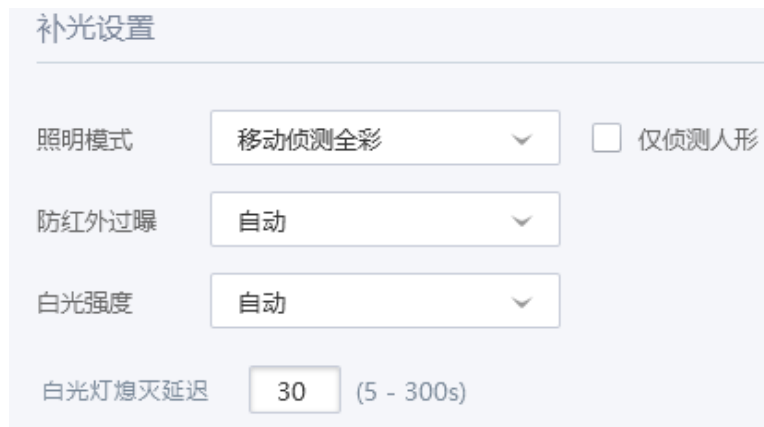 补光设置
照明模式 移动侦测全彩 仅侦测人形
防红外过曝 自动
白光强度 自动
白光灯熄灭延迟 30 (5 - 300s)